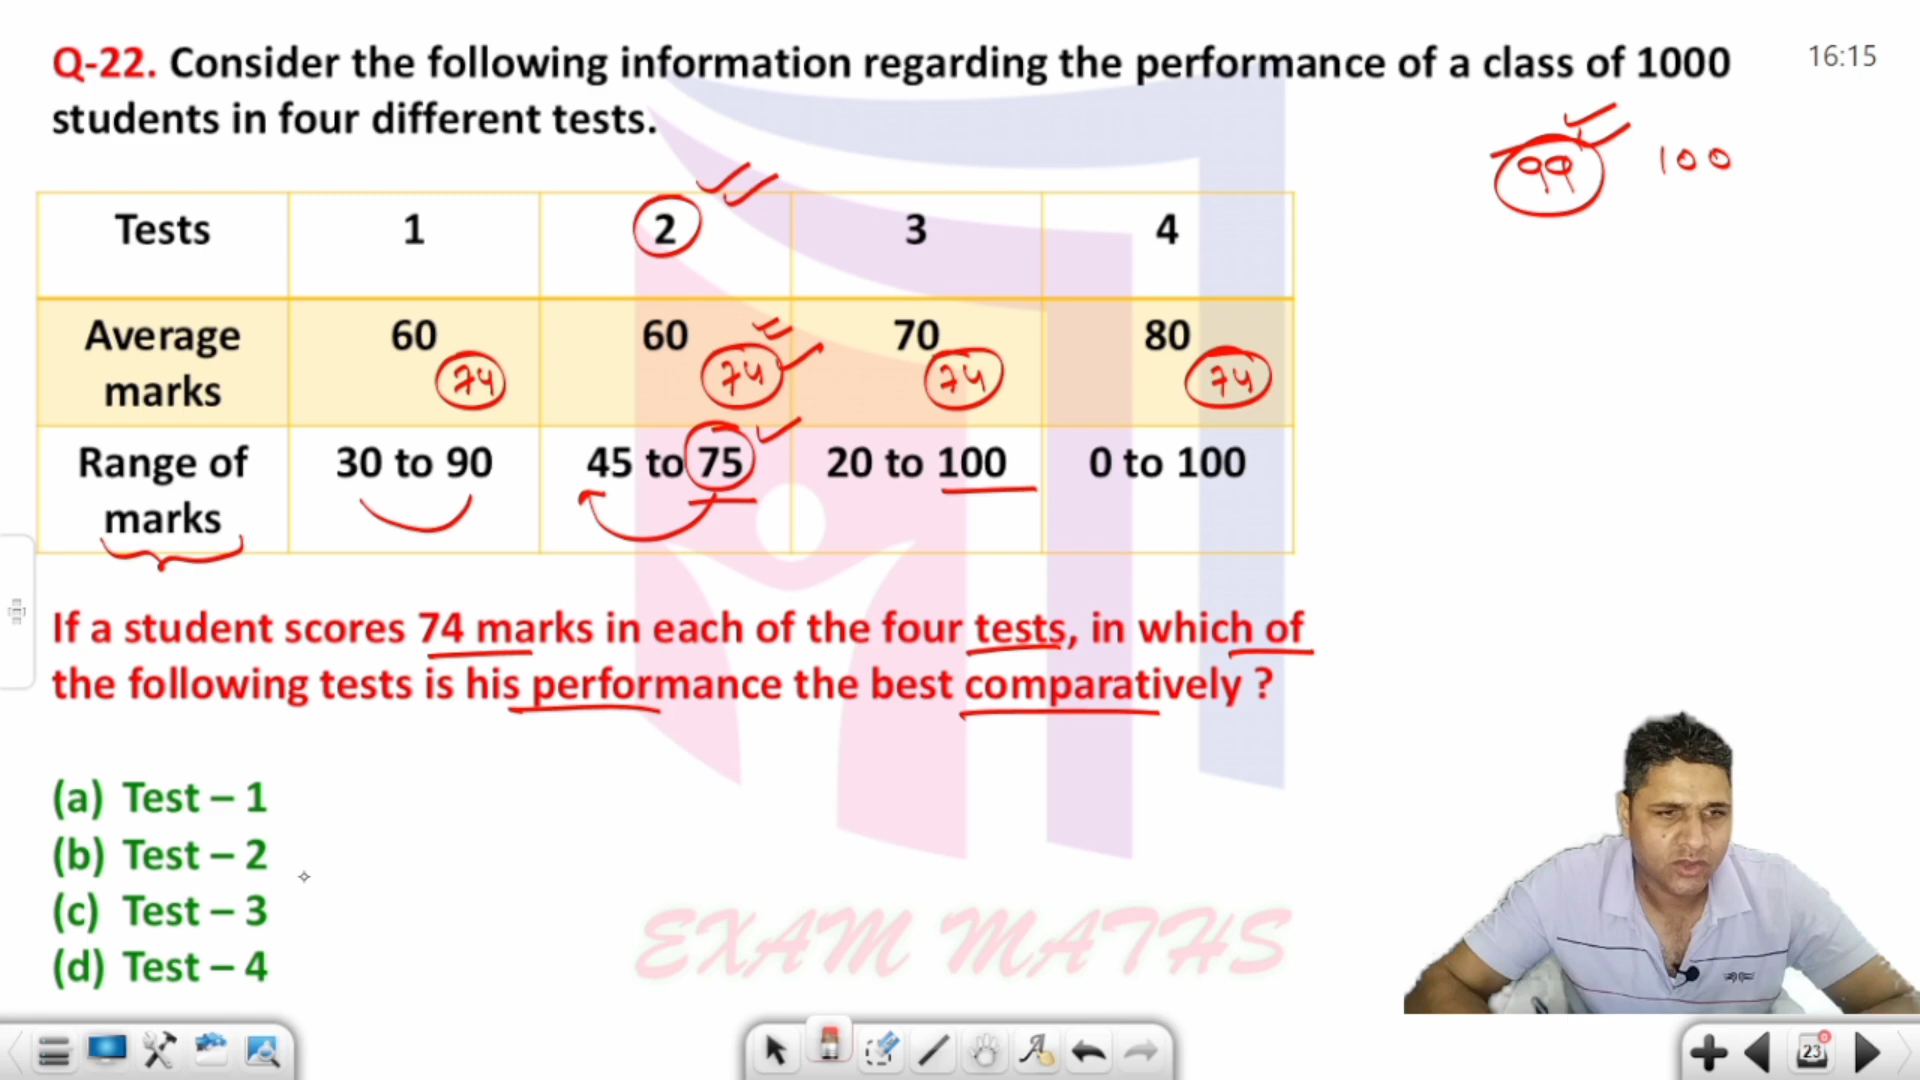 Q-22. Consider the following information regarding the performance of a class of 1000
students in four different tests.
16:15
99 100
Tests 1 2 3 4
Average marks 60 60 70 80
74 74 74 74
Range of marks 30 to 90 45 to 75 20 to 100 0 to 100
If a student scores 74 marks in each of the four tests, in which of
the following tests is his performance the best comparatively ?
(a) Test – 1
(b) Test – 2
(c) Test – 3
(d) Test – 4
EXAM MATHS
23